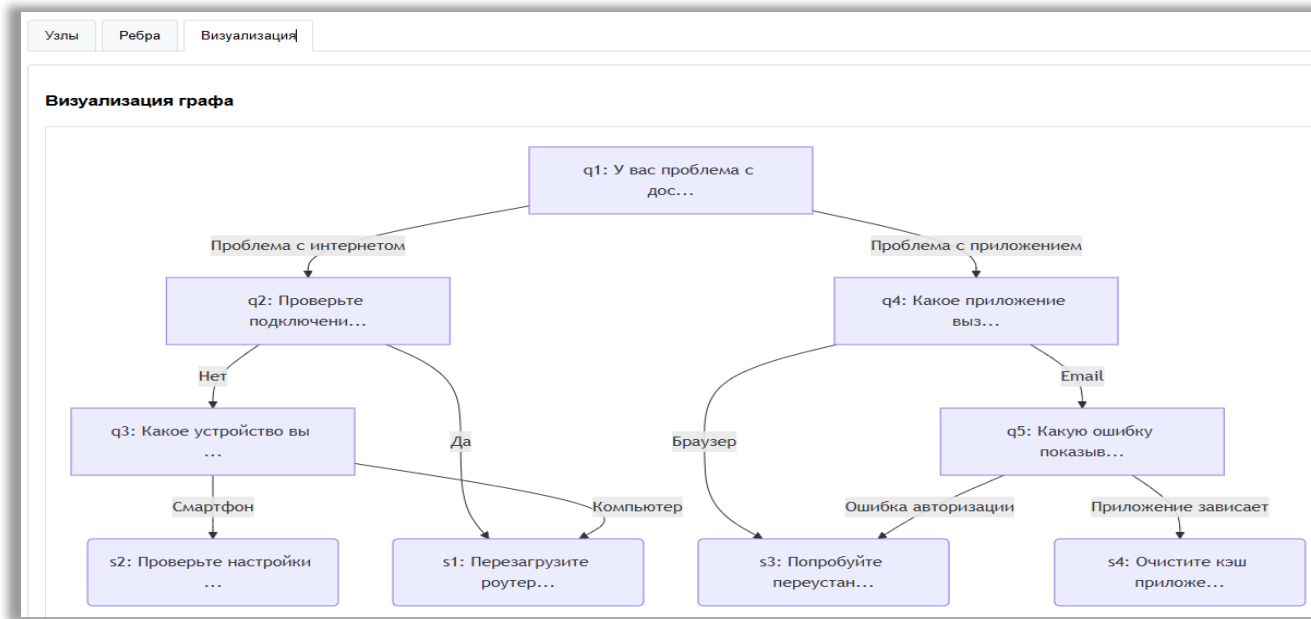 Узлы Ребра Визуализация
Визуализация графа
q1: У вас проблема с
дос...
Проблема с интернетом
Проблема с приложением
q2: Проверьте
подключени...
q4: Какое приложение
выз...
Нет
Email
q3: Какое устройство вы
...
Да
Браузер
q5: Какую ошибку
показыв...
Смартфон
Компьютер
Ошибка авторизации
Приложение зависает
s2: Проверьте настройки
...
s1: Перезагрузите
роутер...
s3: Попробуйте
переустан...
s4: Очистите кэш
приложе...